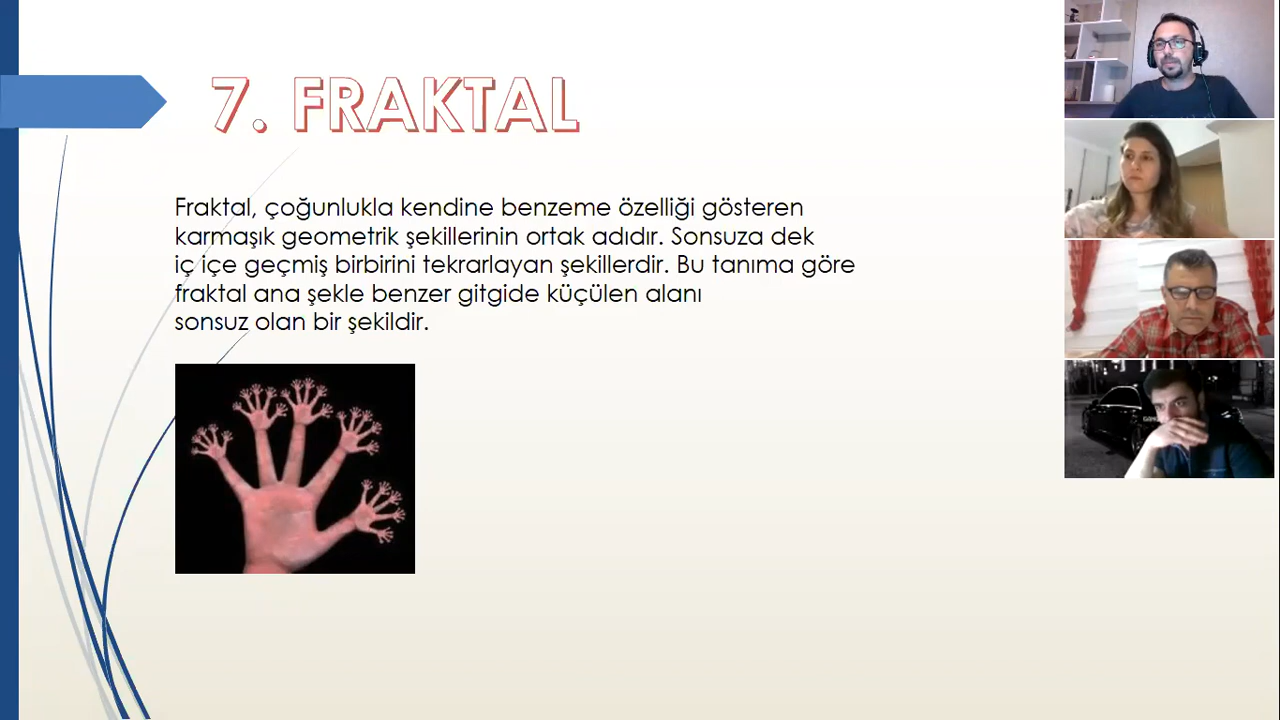 7. FRAKTAL
Fraktal, çoğunlukla kendine benzeme özelliği gösteren
karmaşık geometrik şekillerinin ortak adıdır. Sonsuza dek
iç içe geçmiş birbirini tekrarlayan şekillerdir. Bu tanıma göre
fraktal ana şekle benzer gitgide küçülen alanı
sonsuz olan bir şekildir.